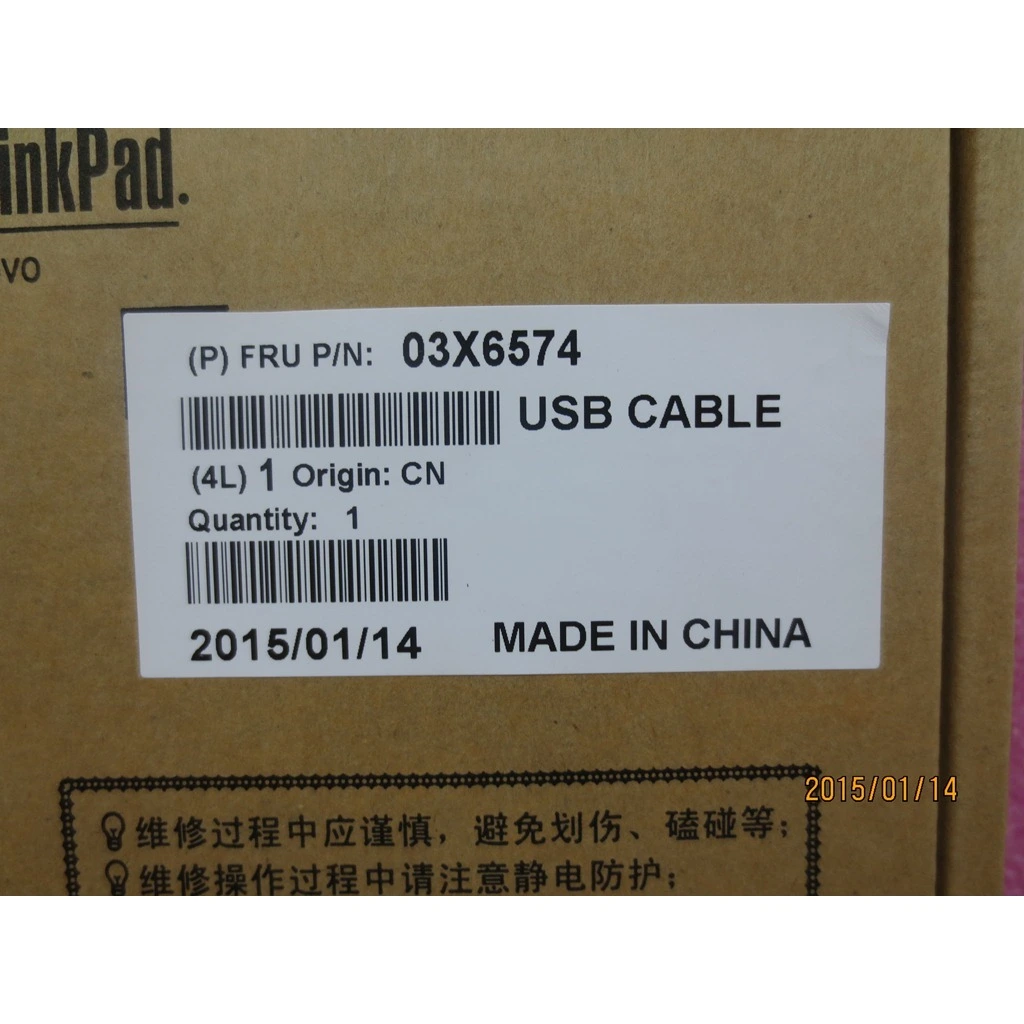 inkPad.
vo
(P) FRU P/N: 03X6574
USB CABLE
(4L) 1 Origin: CN
Quantity: 1
2015/01/14 MADE IN CHINA
2015/01/14
维修过程中应谨慎，避免划伤、磕碰等；
维修操作过程中请注意静电防护；